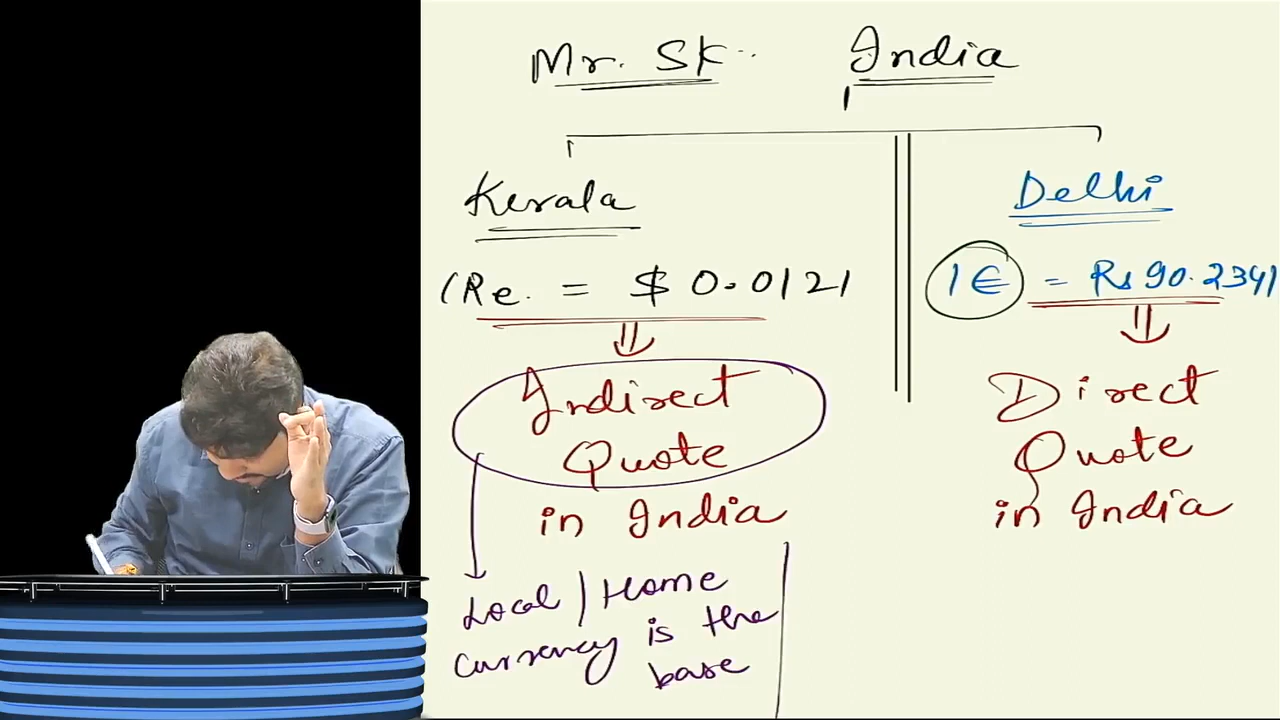 Mr. SK.. India
Kerala
1 Re. = $ 0.0121
Indirect
Quote
in India
Local / Home
currency is the
base
Delhi
1 € = Rs 90.2341
Direct
Quote
in India